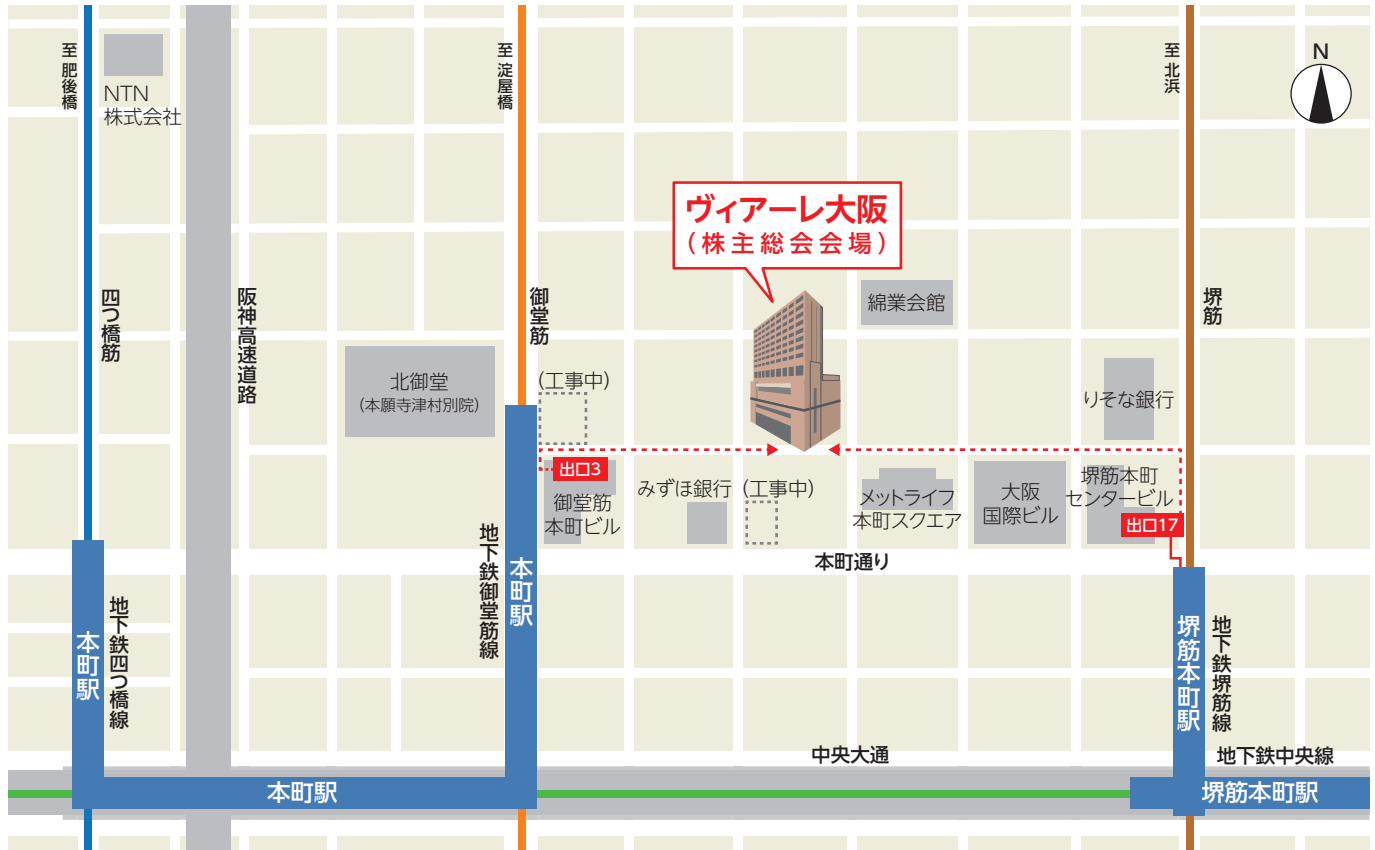 至 肥後橋
NTN
株式会社
至 淀屋橋
至 北浜
N
ヴィアーレ大阪
(株主総会会場)
四つ橋筋
阪神高速道路
御堂筋
綿業会館
堺筋
北御堂
(本願寺津村別院)
(工事中)
りそな銀行
出口3
御堂筋
本町ビル
みずほ銀行
(工事中)
メットライフ
本町スクエア
大阪
国際ビル
堺筋本町
センタービル
出口17
本町通り
本町駅
地下鉄四つ橋線
地下鉄御堂筋線
本町駅
堺筋本町駅
地下鉄堺筋線
中央大通
地下鉄中央線
本町駅
堺筋本町駅